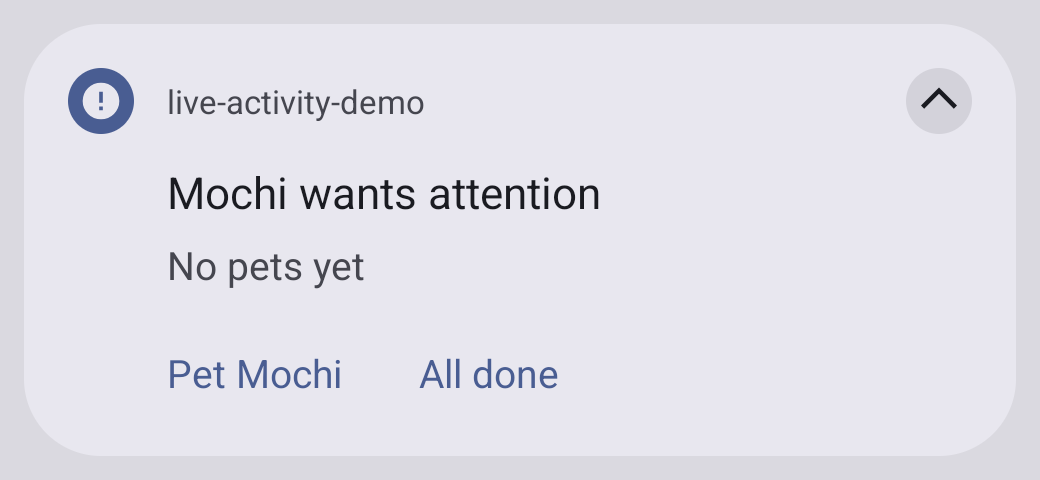 live-activity-demo
Mochi wants attention
No pets yet
Pet Mochi All done